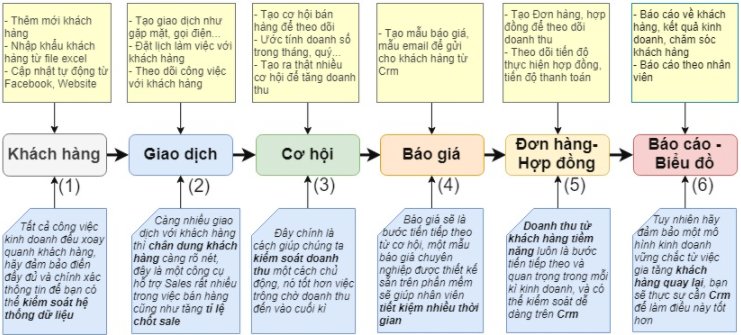 - Thêm mới khách
hàng
- Nhập khẩu khách
hàng từ file excel
- Cập nhật tự động từ
Facebook, Website
- Tạo giao dịch như
gặp mặt, gọi điện...
- Đặt lịch làm việc với
khách hàng
- Theo dõi công việc
với khách hàng
- Tạo cơ hội bán
hàng để theo dõi
- Ước tính doanh số
trong tháng, quý...
- Tạo ra thật nhiều
cơ hội để tăng doanh
thu
- Tạo mẫu báo giá,
mẫu email để gửi
cho khách hàng từ
Crm
- Tạo Đơn hàng, hợp
đồng để theo dõi
doanh thu
- Theo dõi tiến độ
thực hiện hợp đồng,
tiến độ thanh toán
- Báo cáo về khách
hàng, kết quả kinh
doanh, chăm sóc
khách hàng
- Báo cáo theo nhân
viên
Khách hàng
(1)
Giao dịch
(2)
Cơ hội
(3)
Báo giá
(4)
Đơn hàng-
Hợp đồng
(5)
Báo cáo -
Biểu đồ
(6)
Tất cả công việc
kinh doanh đều xoay
quanh khách hàng,
hãy đảm bảo điền
đầy đủ và chính xác
thông tin để bạn có thể
kiểm soát hệ
thống dữ liệu
Càng nhiều giao
dịch với khách hàng
thì chân dung khách
hàng càng rõ nét,
đây là một công cụ
hỗ trợ Sales rất nhiều
trong việc bán hàng
cũng như tăng tỉ lệ
chốt sale
Đây chính là
cách giúp chúng ta
kiểm soát doanh
thu một cách chủ
động, nó tốt hơn việc
trông chờ doanh thu
đến vào cuối kì
Báo giá sẽ là
bước tiến tiếp theo
từ cơ hội, một mẫu
báo giá chuyên
nghiệp được thiết kế
sẵn trên phần mềm
sẽ giúp nhân viên
tiết kiệm nhiều thời
gian
Doanh thu từ
khách hàng tiềm
năng luôn là bước
tiến tiếp theo và
quan trọng trong mỗi
kì kinh doanh, và có
thể kiểm soát dễ
dàng trên Crm
Tuy nhiên hãy
đảm bảo một mô
hình kinh doanh
vững chắc từ việc
gia tăng khách
hàng quay lại, bạn
sẽ thực sự cần Crm
để làm điều này tốt
hơn